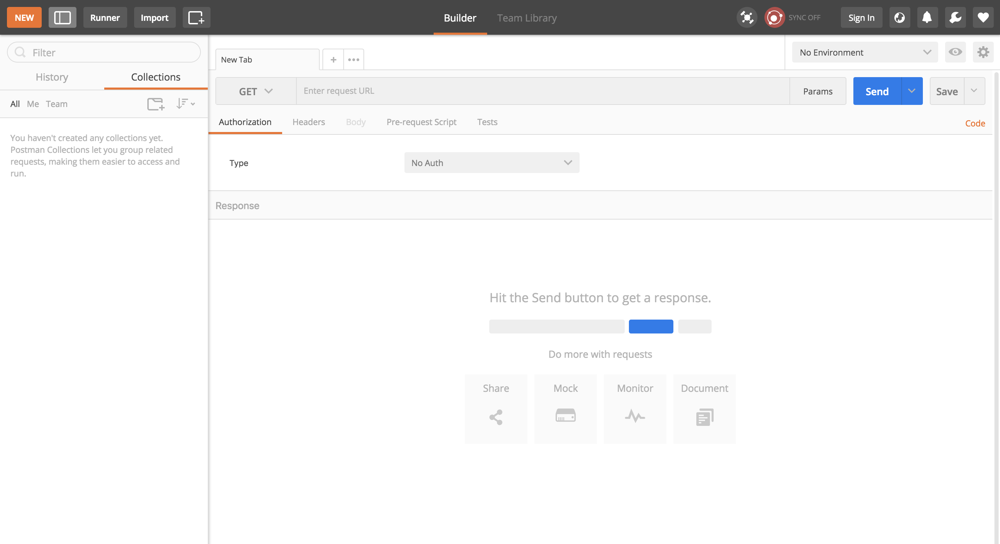 NEW
Runner
Import
Builder
Team Library
SYNC OFF
Sign In
Filter
History
Collections
All Me Team
You haven't created any collections yet.
Postman Collections let you group related
requests, making them easier to access and
run.
New Tab
No Environment
GET
Enter request URL
Params
Send
Save
Authorization
Headers
Body
Pre-request Script
Tests
Code
Type
No Auth
Response
Hit the Send button to get a response.
Do more with requests
Share
Mock
Monitor
Document